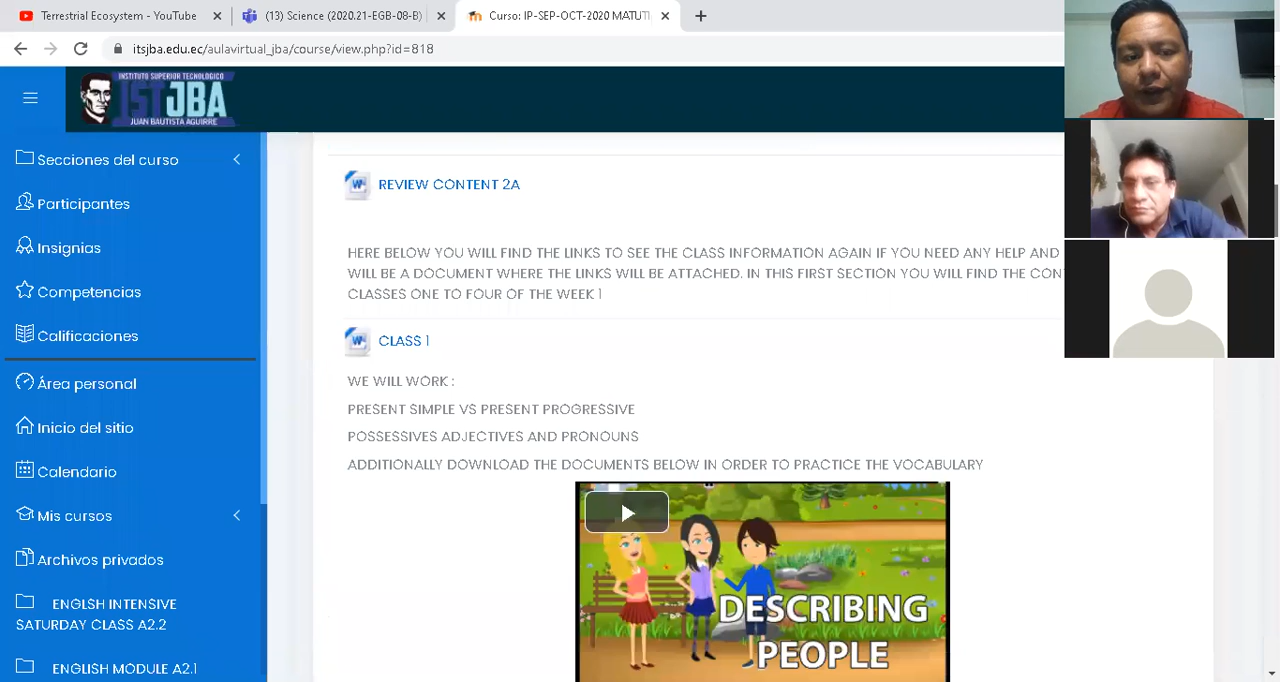 Terrestrial Ecosystem - YouTube
(13) Science (2020.21-EGB-08-B)
Curso: IP-SEP-OCT-2020 MATUTI
itsjba.edu.ec/aulavirtual_jba/course/view.php?id=818
INSTITUTO SUPERIOR TECNOLÓGICO
ISTJBA
JUAN BAUTISTA AGUIRRE
Secciones del curso
Participantes
Insignias
Competencias
Calificaciones
Área personal
Inicio del sitio
Calendario
Mis cursos
Archivos privados
ENGLSH INTENSIVE
SATURDAY CLASS A2.2
ENGLISH MODULE A2.1
REVIEW CONTENT 2A
HERE BELOW YOU WILL FIND THE LINKS TO SEE THE CLASS INFORMATION AGAIN IF YOU NEED ANY HELP AND
WILL BE A DOCUMENT WHERE THE LINKS WILL BE ATTACHED. IN THIS FIRST SECTION YOU WILL FIND THE CON
CLASSES ONE TO FOUR OF THE WEEK 1
CLASS 1
WE WILL WORK :
PRESENT SIMPLE VS PRESENT PROGRESSIVE
POSSESSIVES ADJECTIVES AND PRONOUNS
ADDITIONALLY DOWNLOAD THE DOCUMENTS BELOW IN ORDER TO PRACTICE THE VOCABULARY
DESCRIBING
PEOPLE